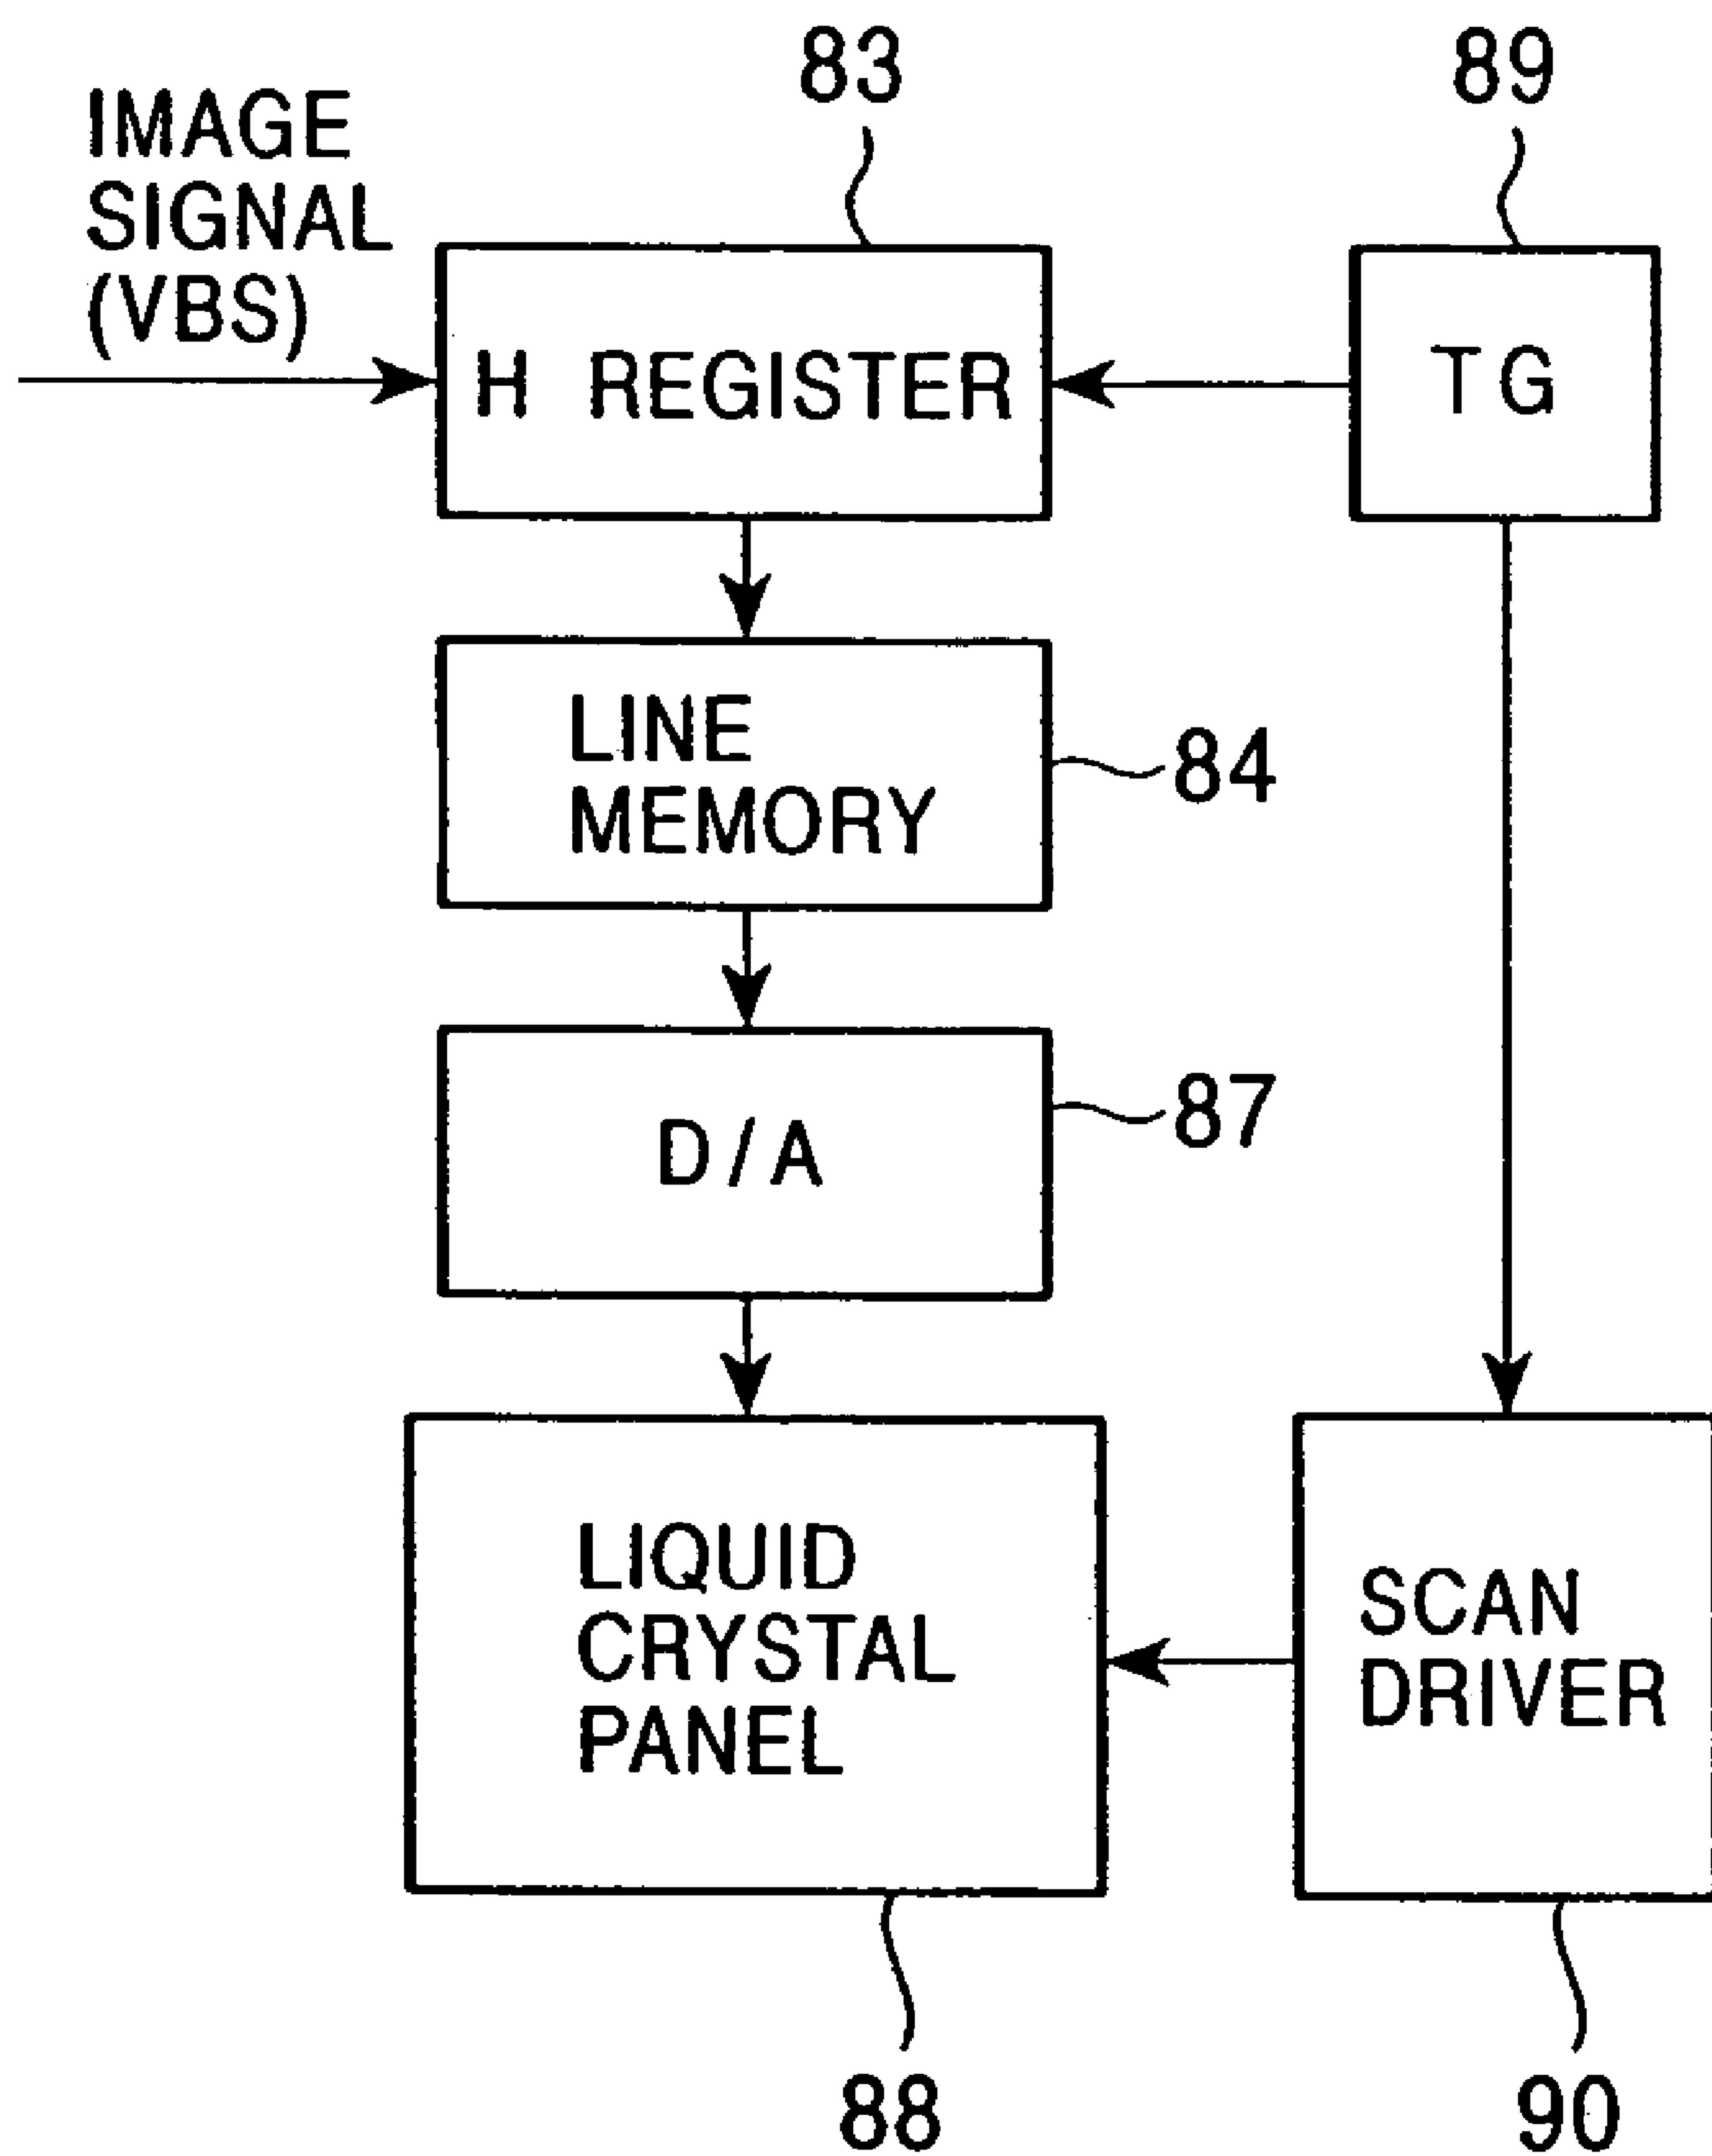 83
89
IMAGE
SIGNAL
(VBS)
H REGISTER
TG
LINE
MEMORY
84
D/A
87
LIQUID
CRYSTAL
PANEL
SCAN
DRIVER
88
90